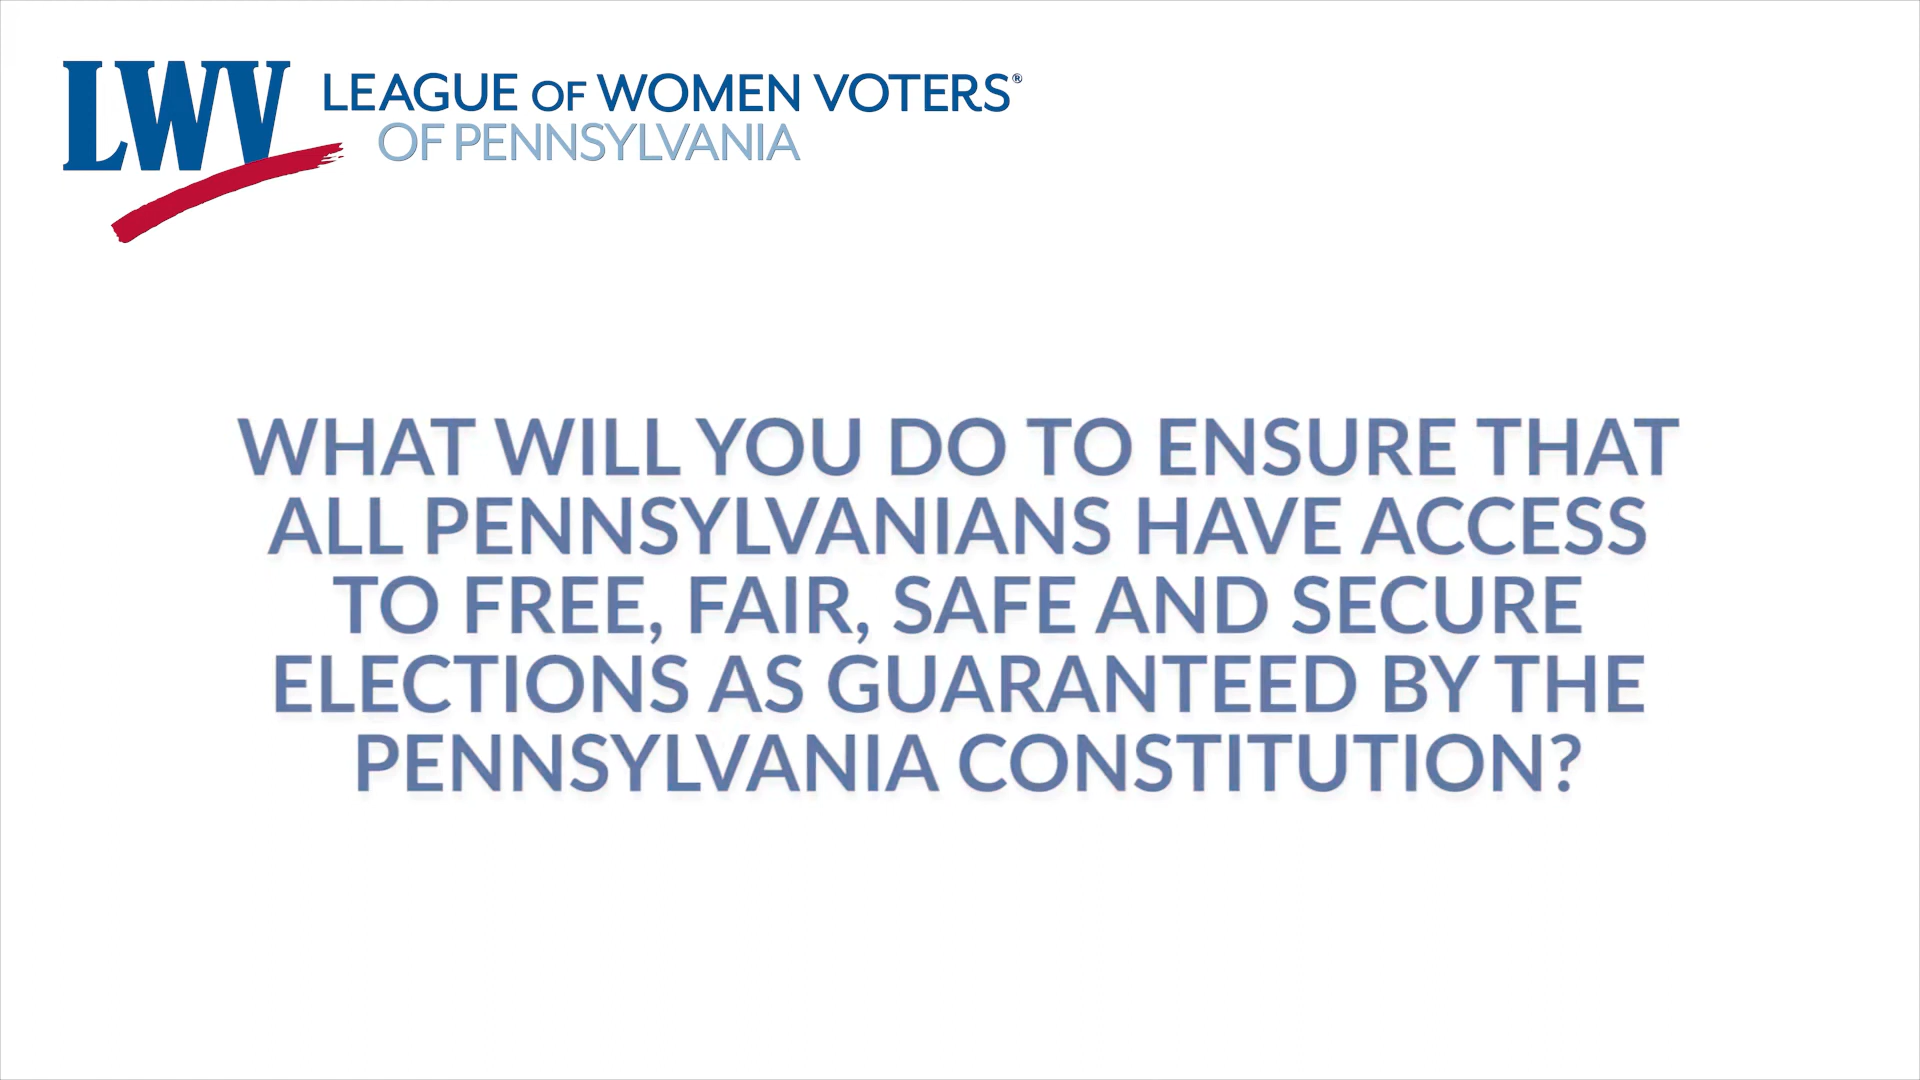 LWV LEAGUE OF WOMEN VOTERS®
OF PENNSYLVANIA
WHAT WILL YOU DO TO ENSURE THAT
ALL PENNSYLVANIANS HAVE ACCESS
TO FREE, FAIR, SAFE AND SECURE
ELECTIONS AS GUARANTEED BY THE
PENNSYLVANIA CONSTITUTION?